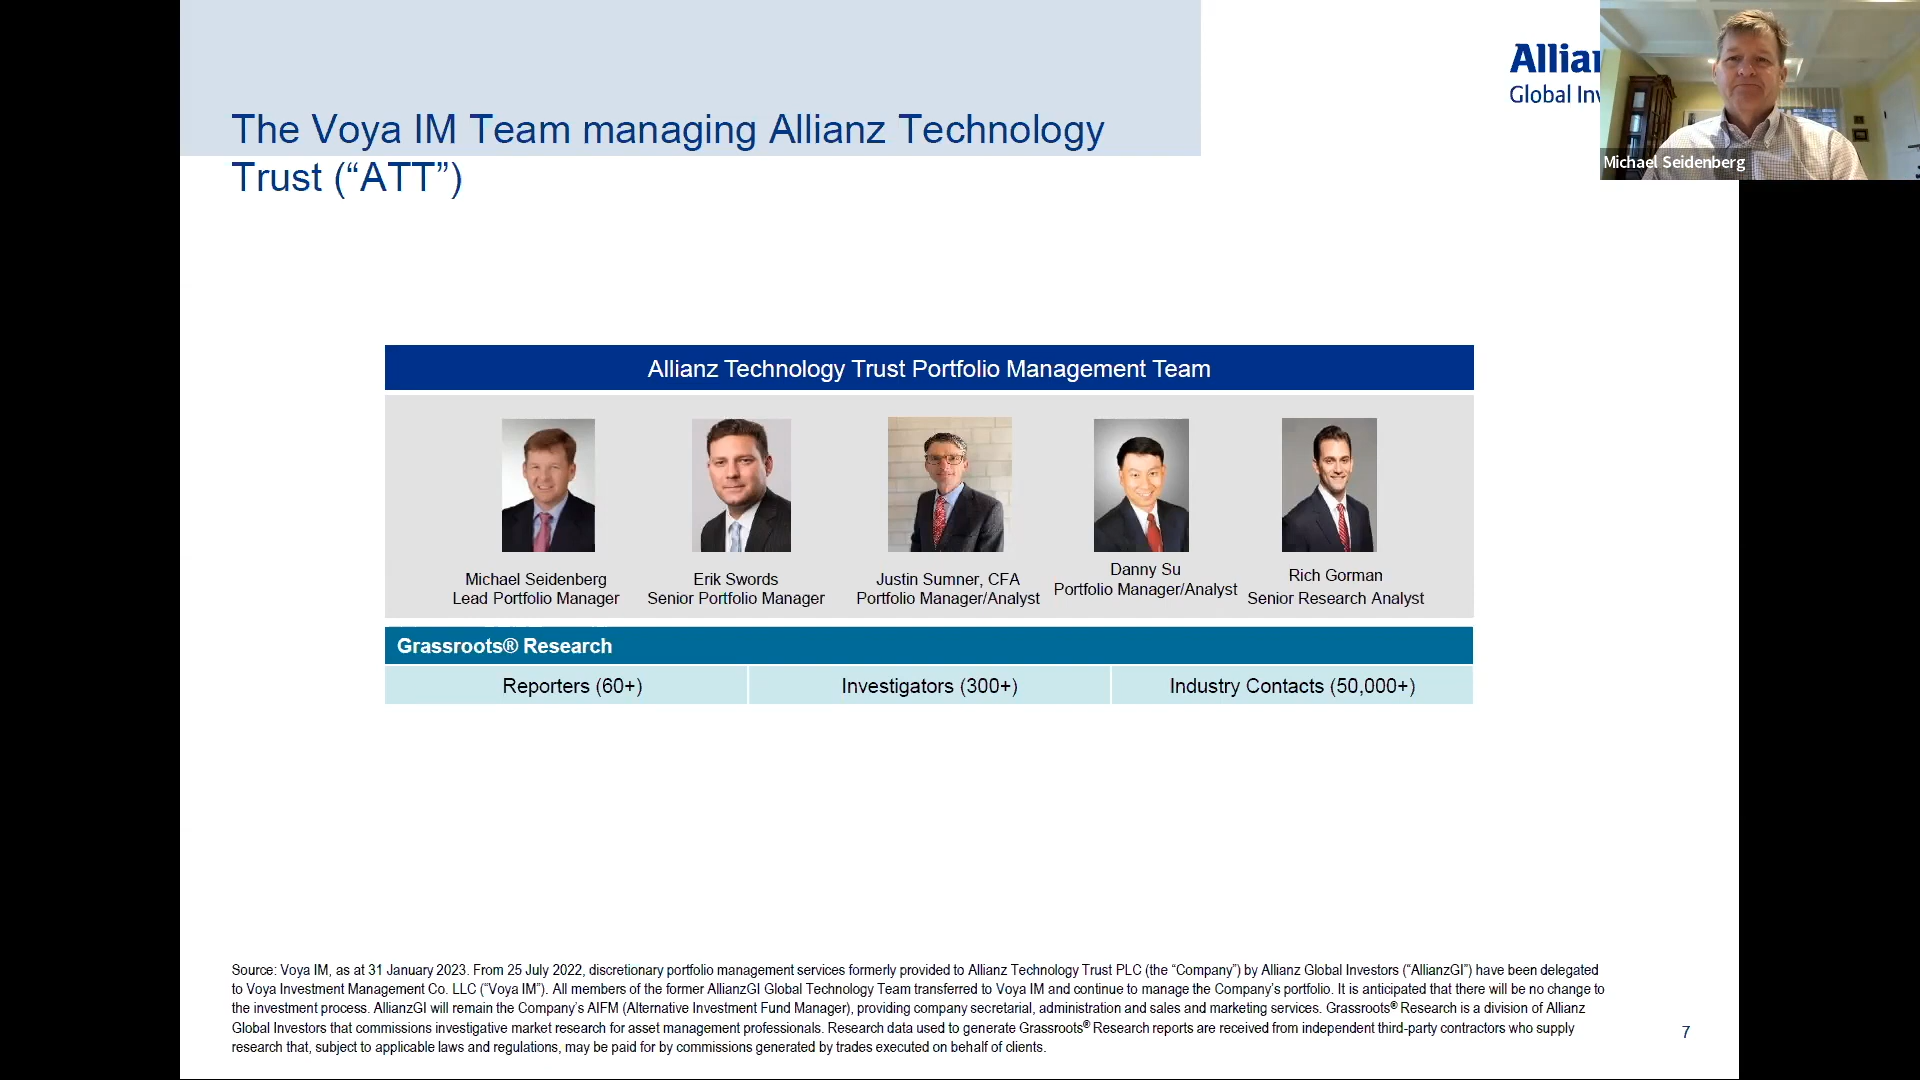 The Voya IM Team managing Allianz Technology
Trust (“ATT”)
Global
Michael Seidenberg
Allianz Technology Trust Portfolio Management Team
Michael Seidenberg
Lead Portfolio Manager
Erik Swords
Senior Portfolio Manager
Justin Sumner, CFA
Portfolio Manager/Analyst
Danny Su
Portfolio Manager/Analyst
Rich Gorman
Senior Research Analyst
Grassroots® Research
Reporters (60+)
Investigators (300+)
Industry Contacts (50,000+)
Source: Voya IM, as at 31 January 2023. From 25 July 2022, discretionary portfolio management services formerly provided to Allianz Technology Trust PLC (the “Company”) by Allianz Global Investors (“AllianzGI”) have been delegated
to Voya Investment Management Co. LLC (“Voya IM”). All members of the former AllianzGI Global Technology Team transferred to Voya IM and continue to manage the Company’s portfolio. It is anticipated that there will be no change to
the investment process. AllianzGI will remain the Company’s AIFM (Alternative Investment Fund Manager), providing company secretarial, administration and sales and marketing services. Grassroots® Research is a division of Allianz
Global Investors that commissions investigative market research for asset management professionals. Research data used to generate Grassroots® Research reports are received from independent third-party contractors who supply
research that, subject to applicable laws and regulations, may be paid for by commissions generated by trades executed on behalf of clients.
7